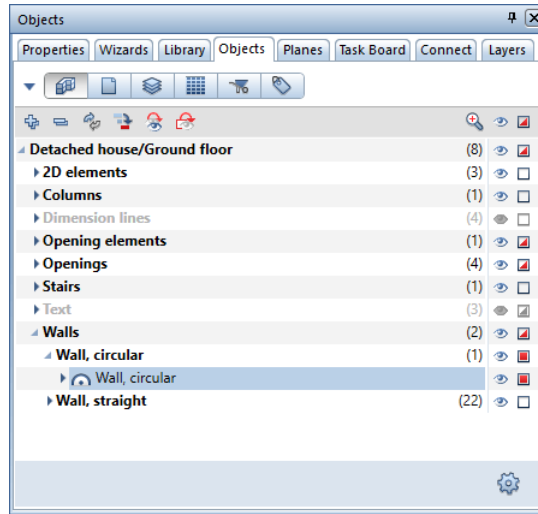 Objects
Properties Wizards Library Objects Planes Task Board Connect Layers
Detached house/Ground floor (8)
2D elements (3)
Columns (1)
Dimension lines (4)
Opening elements (1)
Openings (4)
Stairs (1)
Text (3)
Walls (2)
Wall, circular (1)
Wall, circular
Wall, straight (22)